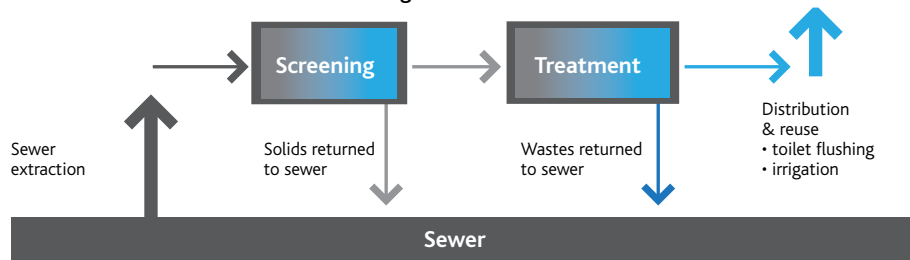 Screening
Treatment
Sewer
extraction
Solids returned
to sewer
Wastes returned
to sewer
Distribution
& reuse
• toilet flushing
• irrigation
Sewer